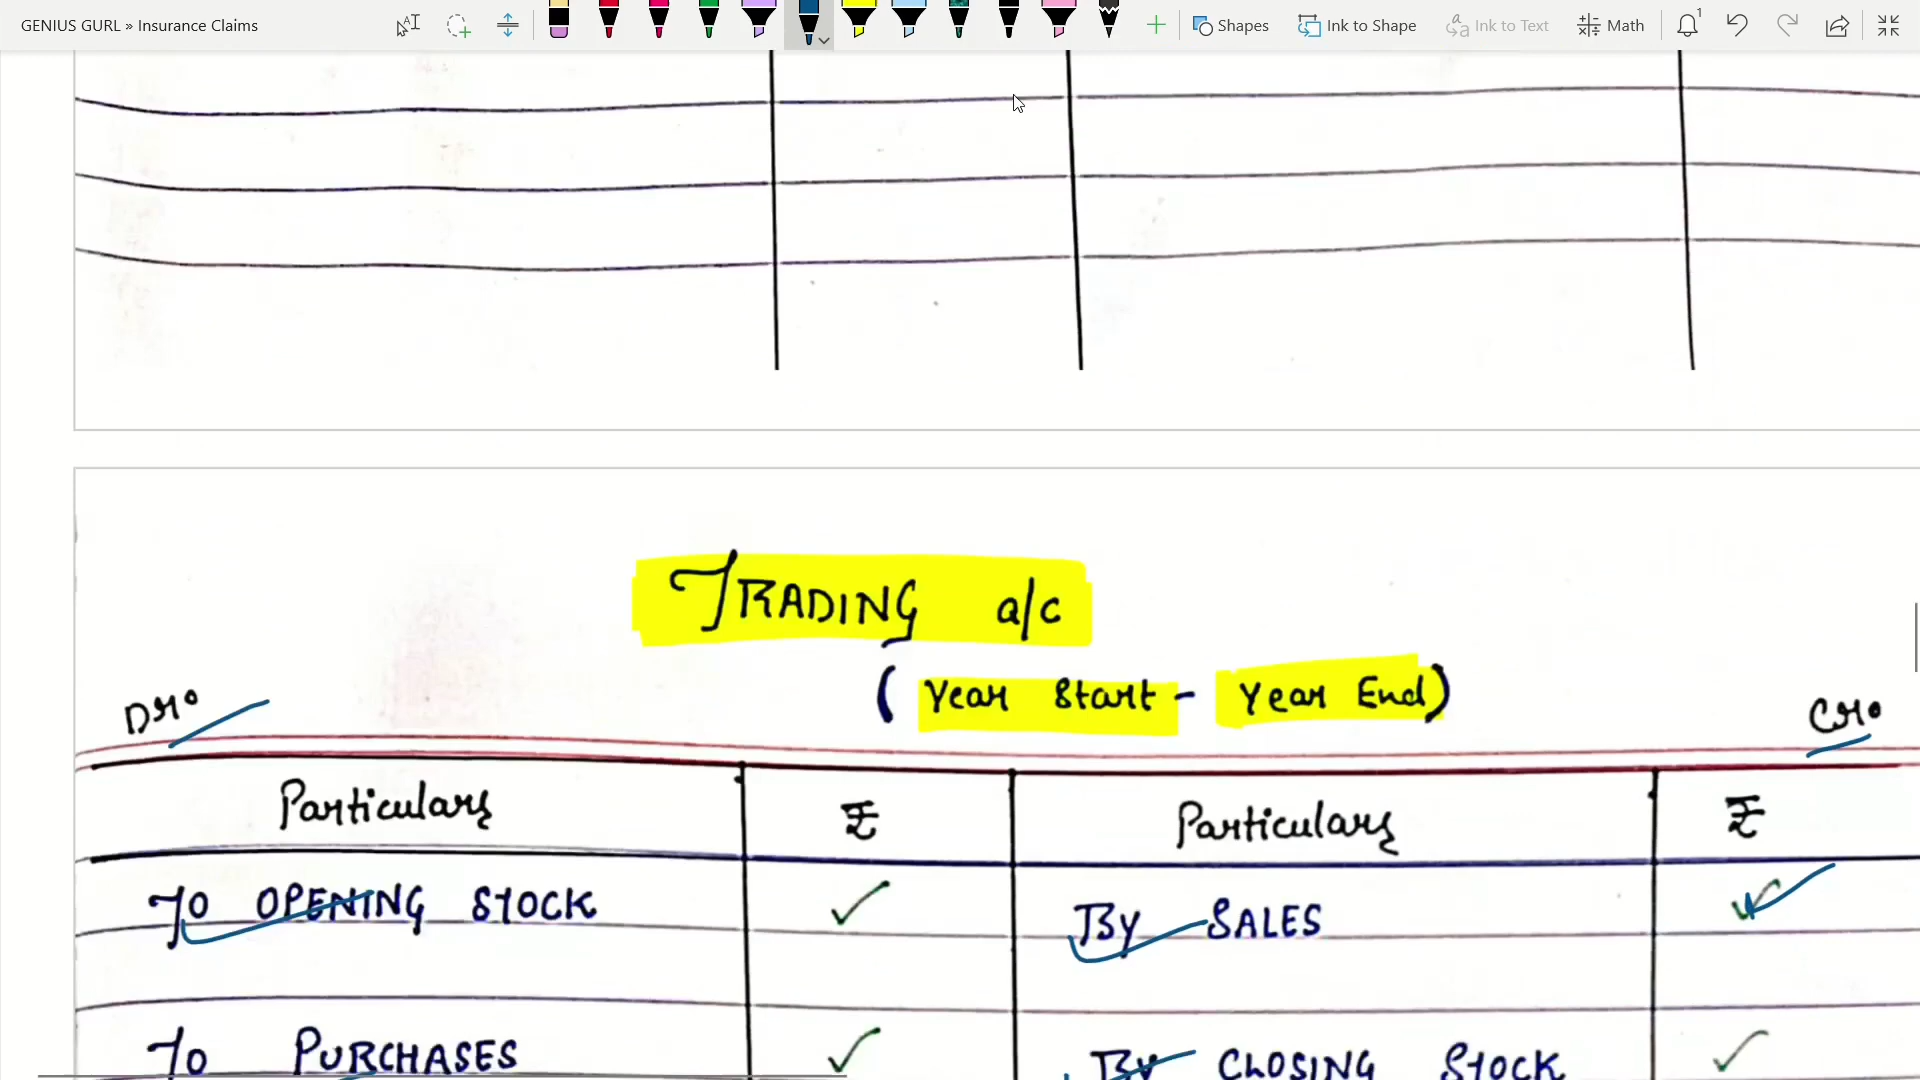 GENIUS GURL » Insurance Claims
Shapes
Ink to Shape
Ink to Text
Math
1
TRADING a/c
( Year Start - Year End)
Dr.
Cr.
Particulars ₹ Particulars ₹
To OPENING STOCK ✓ By SALES ✓
To PURCHASES ✓ By CLOSING STOCK ✓